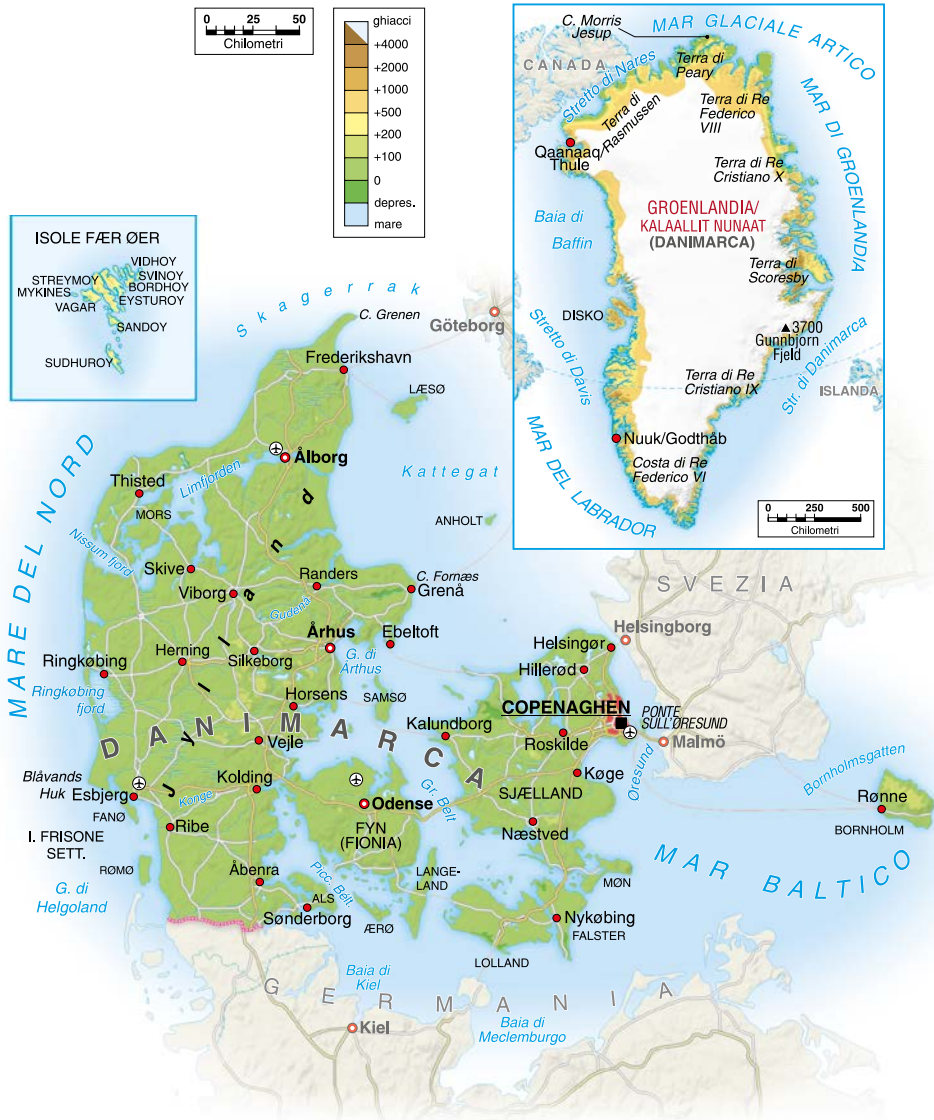 0 25 50
Chilometri
ghiacci
+4000
+2000
+1000
+500
+200
+100
0
depres.
mare
C. Morris
Jesup
MAR GLACIALE ARTICO
CANADA
Stretto di Nares
Terra di
Peary
Terra di
Rasmussen
Terra di Re
Federico
VIII
MAR DI GROENLANDIA
Qaanaaq/
Thule
Terra di Re
Cristiano X
Baia di
Baffin
GROENLANDIA/
KALAALLIT NUNAAT
(DANIMARCA)
Terra di
Scoresby
DISKO
3700
Gunnbjorn
Fjeld
Stretto di Davis
Str. di Danimarca
Terra di Re
Cristiano IX
ISLANDA
Nuuk/Godthåb
Costa di Re
Federico VI
MAR DEL LABRADOR
0 250 500
Chilometri
ISOLE FÆR ØER
VIDHOY
SVINOY
STREYMOY
BORDHOY
MYKINES
EYSTUROY
VAGAR
SANDOY
SUDHUROY
Skagerrak
C. Grenen
Göteborg
Frederikshavn
LÆSØ
MARE DEL NORD
Ålborg
Limfjorden
Kattegat
Thisted
MORS
ANHOLT
Nissum fjord
Skive
Randers
C. Fornæs
Viborg
Grenå
Gudenå
SVEZIA
Århus
Ebeltoft
Helsingør
Helsingborg
Ringkøbing
Herning
Silkeborg
G. di
Arthus
Hillerød
Ringkøbing
fjord
Horsens
SAMSØ
COPENAGHEN
PONTE
SULL'ØRESUND
DANIMARCA
Jylland
Vejle
Kalundborg
Roskilde
Malmö
Blåvands
Huk
Esbjerg
Kolding
Konge
Gr. Belt
Køge
Øresund
Bornholmsgatten
FANØ
Odense
SJÆLLAND
Rønne
Ribe
FYN
(FIONIA)
Næstved
BORNHOLM
I. FRISONE
SETT.
RØMØ
MAR BALTICO
Åbenra
Picc. Belt
LANGE-
LAND
MØN
G. di
Helgoland
ALS
Sønderborg
ÆRØ
Nykøbing
FALSTER
LOLLAND
Baia di
Kiel
GERMANIA
Kiel
Baia di
Meclemburgo